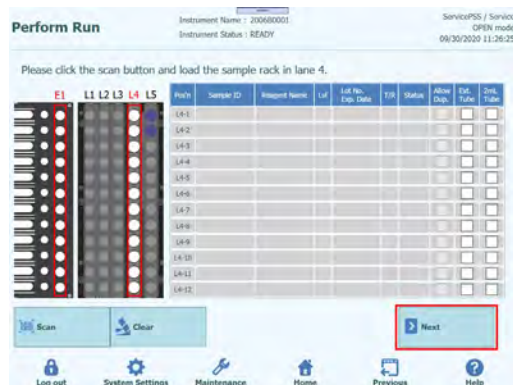 Perform Run
Instrument Name : 200680001
Instrument Status : READY
ServicePSS / Service
OPEN mode
09/30/2020 11:26:25
Please click the scan button and load the sample rack in lane 4.
E1 L1 L2 L3 L4 L5
Pos'n Sample ID Reagent Name Lvl Lot No. Exp. Date T/R Status Allow Dup. Ext. Tube 2mL Tube
L4-1
L4-2
L4-3
L4-4
L4-5
L4-6
L4-7
L4-8
L4-9
L4-10
L4-11
L4-12
Scan Clear Next
Log out System Settings Maintenance Home Previous Help